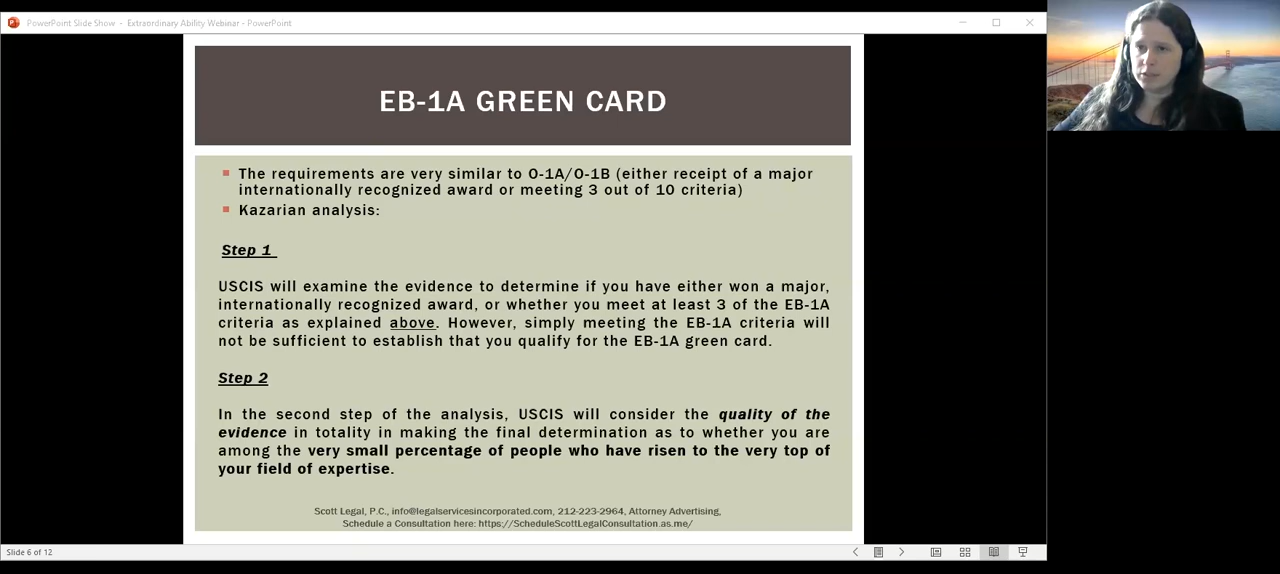 PowerPoint Slide Show - Extraordinary Ability Webinar - PowerPoint
EB-1A GREEN CARD
The requirements are very similar to O-1A/O-1B (either receipt of a major
internationally recognized award or meeting 3 out of 10 criteria)
Kazarian analysis:
Step 1
USCIS will examine the evidence to determine if you have either won a major,
internationally recognized award, or whether you meet at least 3 of the EB-1A
criteria as explained above. However, simply meeting the EB-1A criteria will
not be sufficient to establish that you qualify for the EB-1A green card.
Step 2
In the second step of the analysis, USCIS will consider the quality of the
evidence in totality in making the final determination as to whether you are
among the very small percentage of people who have risen to the very top of
your field of expertise.
Scott Legal, P.C., info@legalservicesincorporated.com, 212-223-2964, Attorney Advertising,
Schedule a Consultation here: https://ScheduleScottLegalConsultation.as.me/
Slide 6 of 12